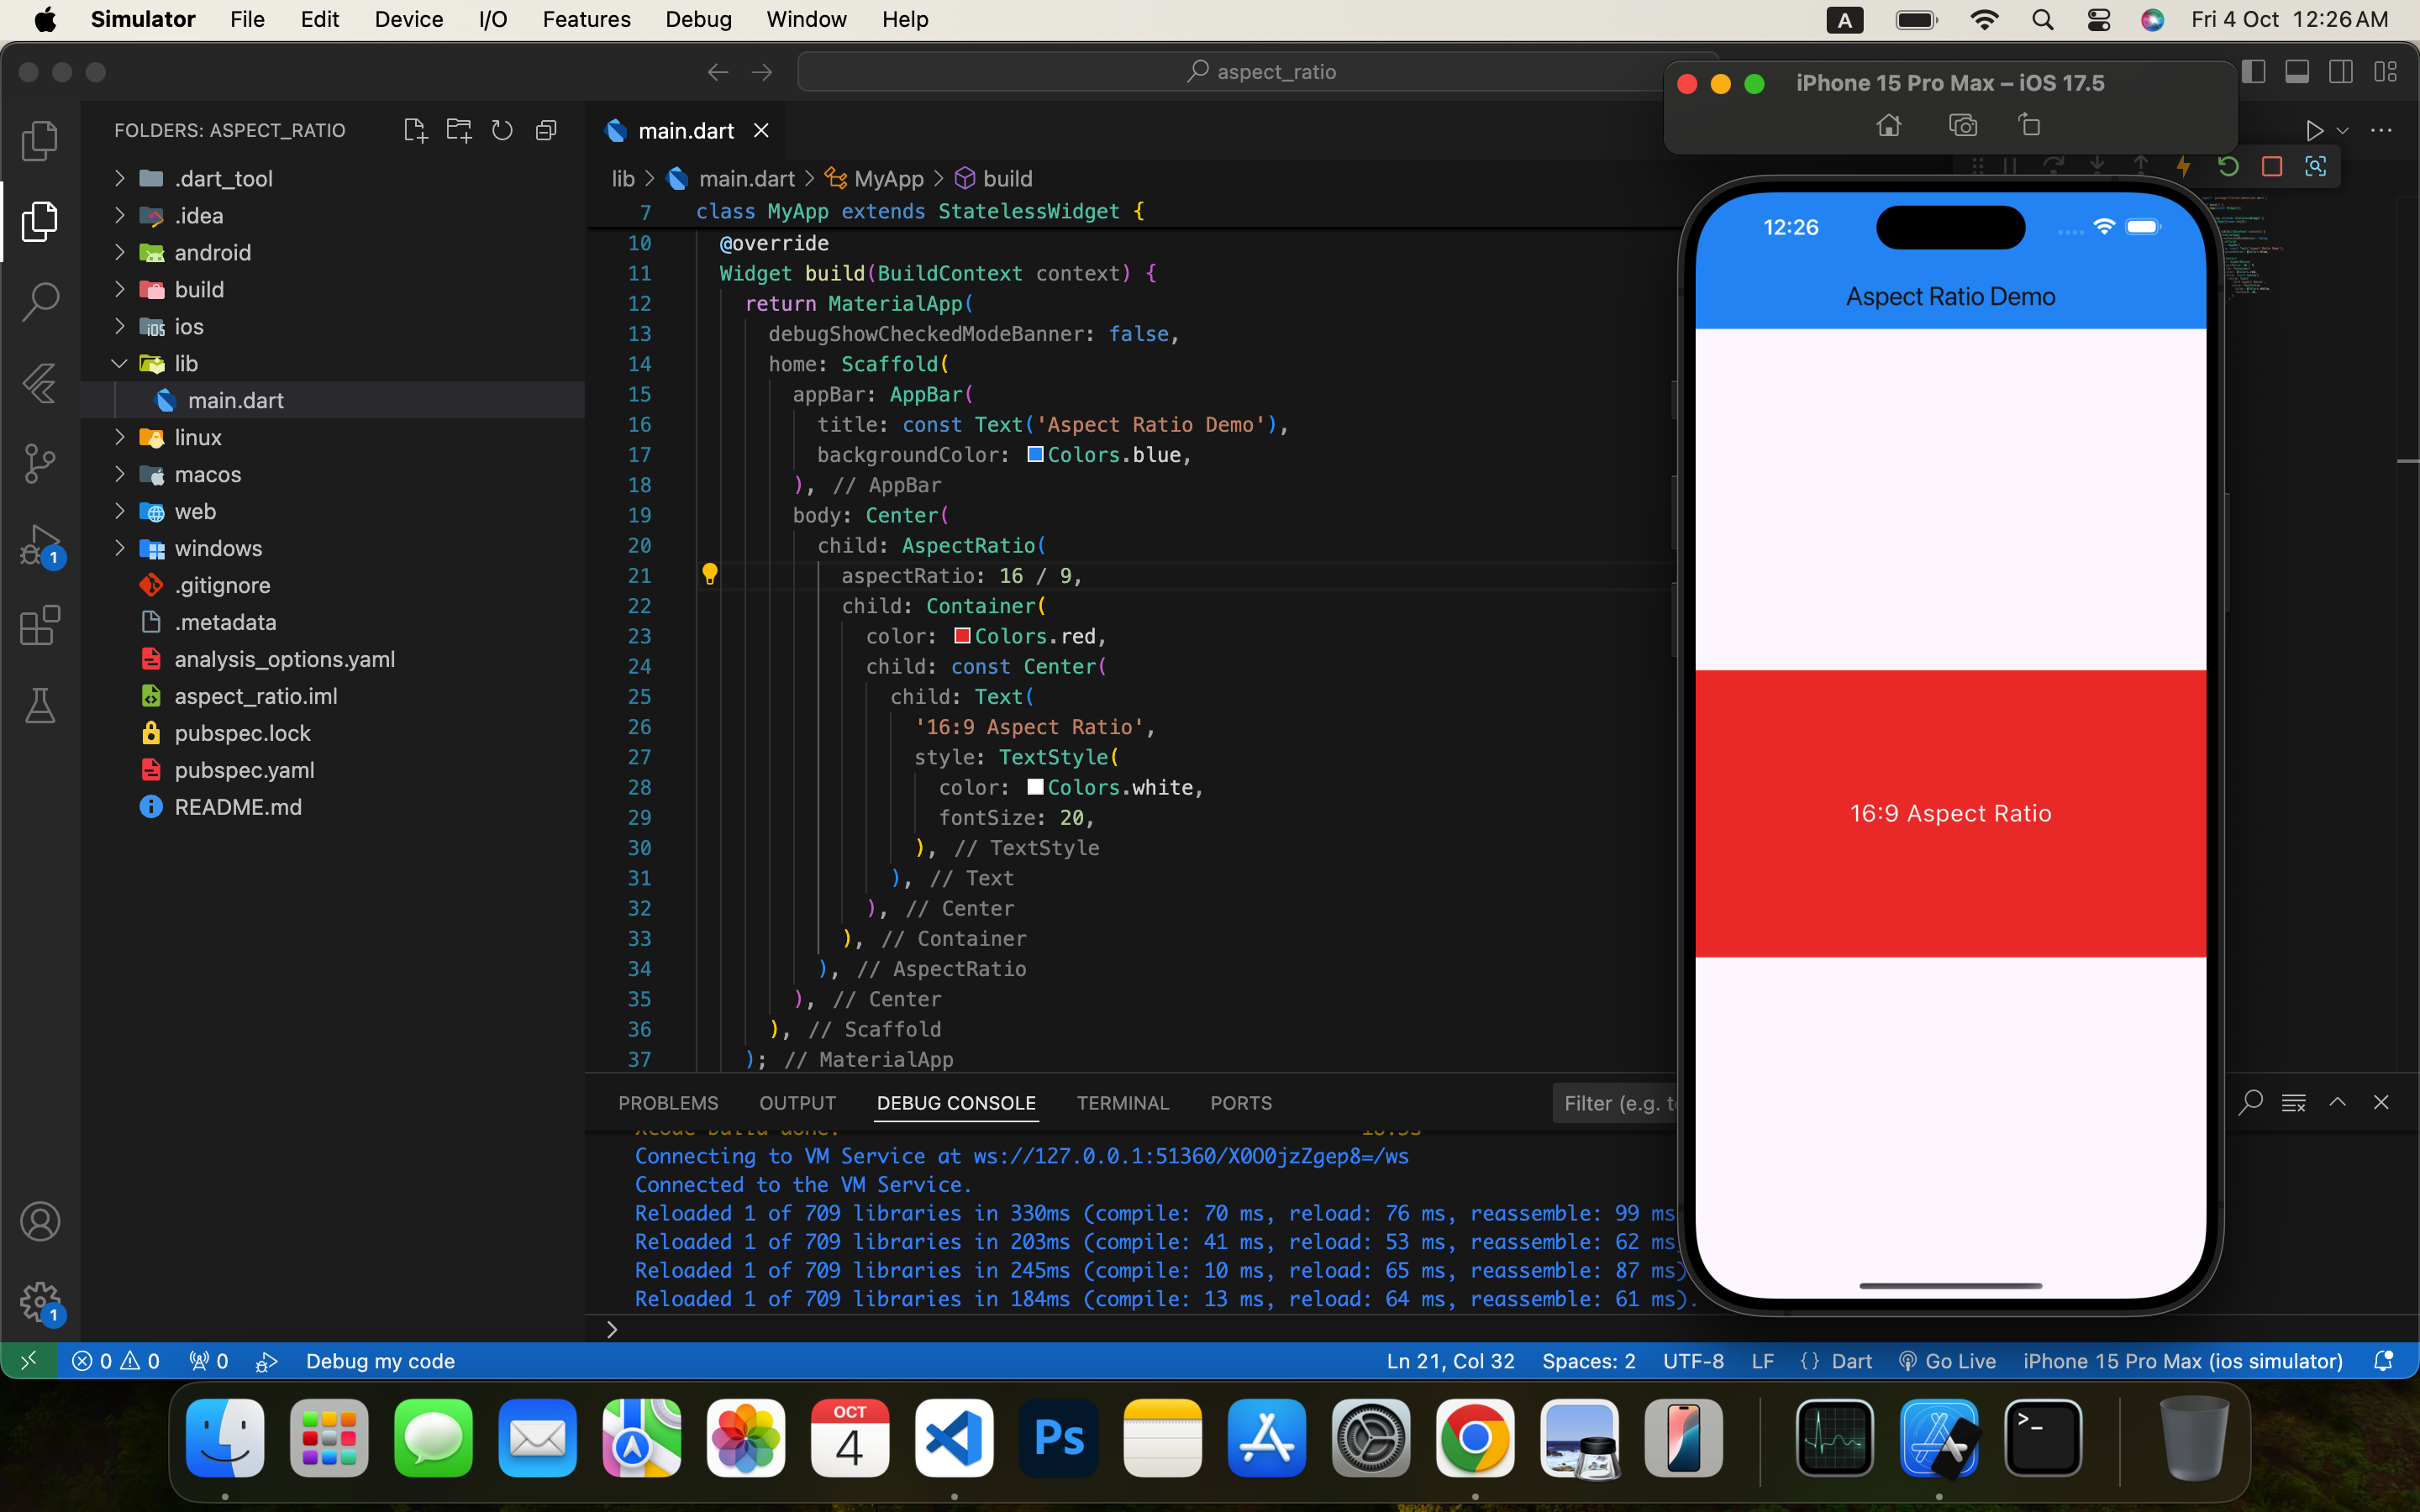 Simulator File Edit Device I/O Features Debug Window Help
A Fri 4 Oct 12:26 AM
aspect_ratio
iPhone 15 Pro Max – iOS 17.5
FOLDERS: ASPECT_RATIO
.dart_tool
.idea
android
build
ios
lib
main.dart
linux
macos
web
windows
.gitignore
.metadata
analysis_options.yaml
aspect_ratio.iml
pubspec.lock
pubspec.yaml
README.md
1
1
main.dart
lib > main.dart > MyApp > build
7 class MyApp extends StatelessWidget {
10 @override
11 Widget build(BuildContext context) {
12 return MaterialApp(
13 debugShowCheckedModeBanner: false,
14 home: Scaffold(
15 appBar: AppBar(
16 title: const Text('Aspect Ratio Demo'),
17 backgroundColor: Colors.blue,
18 ), // AppBar
19 body: Center(
20 child: AspectRatio(
21 aspectRatio: 16 / 9,
22 child: Container(
23 color: Colors.red,
24 child: const Center(
25 child: Text(
26 '16:9 Aspect Ratio',
27 style: TextStyle(
28 color: Colors.white,
29 fontSize: 20,
30 ), // TextStyle
31 ), // Text
32 ), // Center
33 ), // Container
34 ), // AspectRatio
35 ), // Center
36 ), // Scaffold
37 ); // MaterialApp
12:26
Aspect Ratio Demo
16:9 Aspect Ratio
PROBLEMS OUTPUT DEBUG CONSOLE TERMINAL PORTS Filter (e.g. t
Xcode build done.
Connecting to VM Service at ws://127.0.0.1:51360/X0O0jzZgep8=/ws
Connected to the VM Service.
Reloaded 1 of 709 libraries in 330ms (compile: 70 ms, reload: 76 ms, reassemble: 99 ms
Reloaded 1 of 709 libraries in 203ms (compile: 41 ms, reload: 53 ms, reassemble: 62 ms
Reloaded 1 of 709 libraries in 245ms (compile: 10 ms, reload: 65 ms, reassemble: 87 ms)
Reloaded 1 of 709 libraries in 184ms (compile: 13 ms, reload: 64 ms, reassemble: 61 ms).
>
0 0 0 Debug my code Ln 21, Col 32 Spaces: 2 UTF-8 LF {} Dart Go Live iPhone 15 Pro Max (ios simulator)
OCT
4
Ps
>_